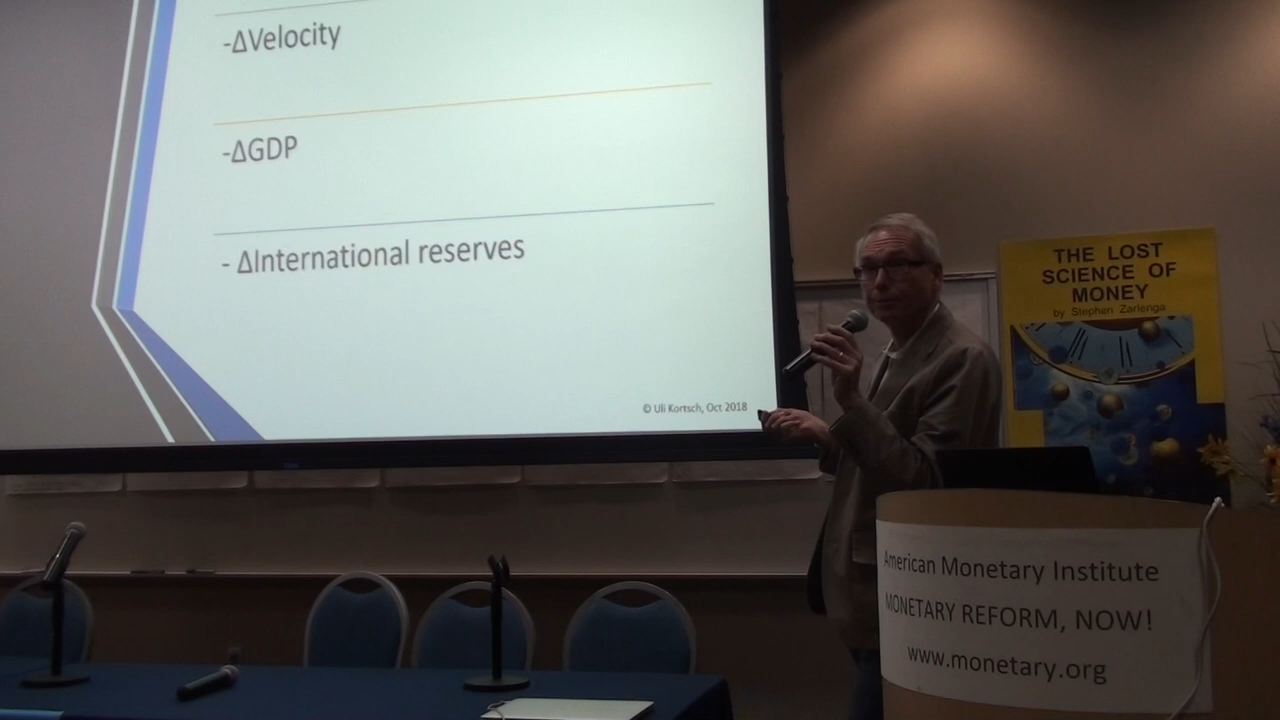 -ΔVelocity
-ΔGDP
- ΔInternational reserves
© Uli Kortsch, Oct 2018
THE LOST
SCIENCE OF
MONEY
by Stephen Zarlenga
American Monetary Institute
MONETARY REFORM, NOW!
www.monetary.org